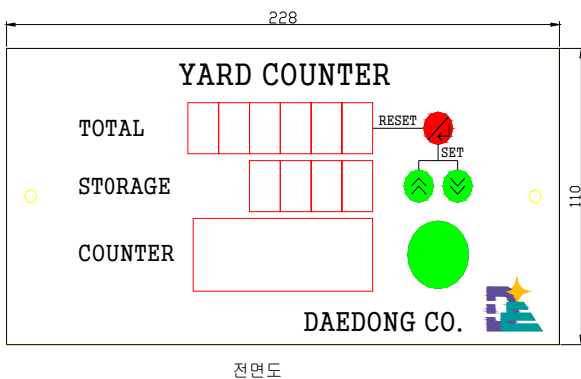 228
YARD COUNTER
TOTAL
RESET
SET
STORAGE
110
COUNTER
DAEDONG CO.
전면도